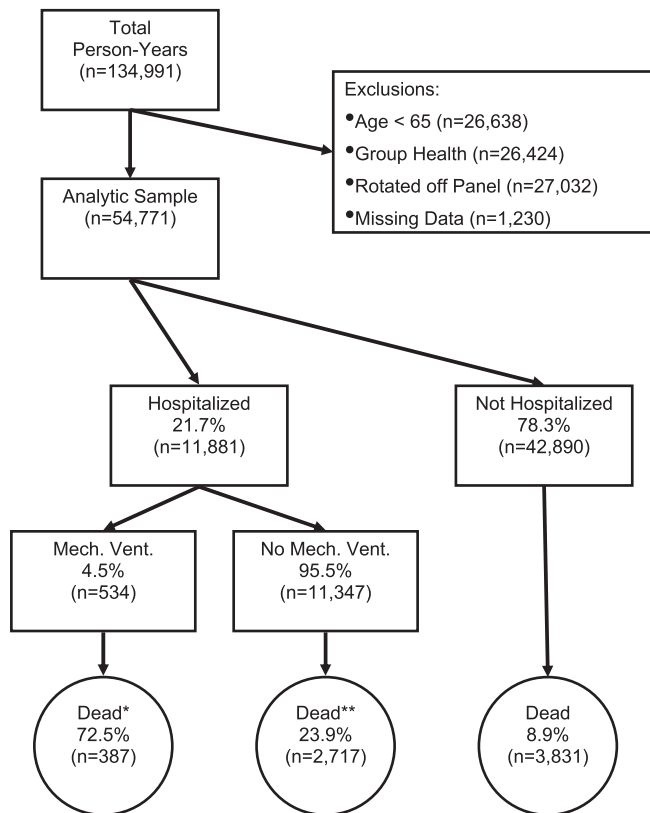 Total
Person-Years
(n=134,991)
Exclusions:
•Age < 65 (n=26,638)
•Group Health (n=26,424)
•Rotated off Panel (n=27,032)
•Missing Data (n=1,230)
Analytic Sample
(n=54,771)
Hospitalized
21.7%
(n=11,881)
Not Hospitalized
78.3%
(n=42,890)
Mech. Vent.
4.5%
(n=534)
No Mech. Vent.
95.5%
(n=11,347)
Dead*
72.5%
(n=387)
Dead**
23.9%
(n=2,717)
Dead
8.9%
(n=3,831)